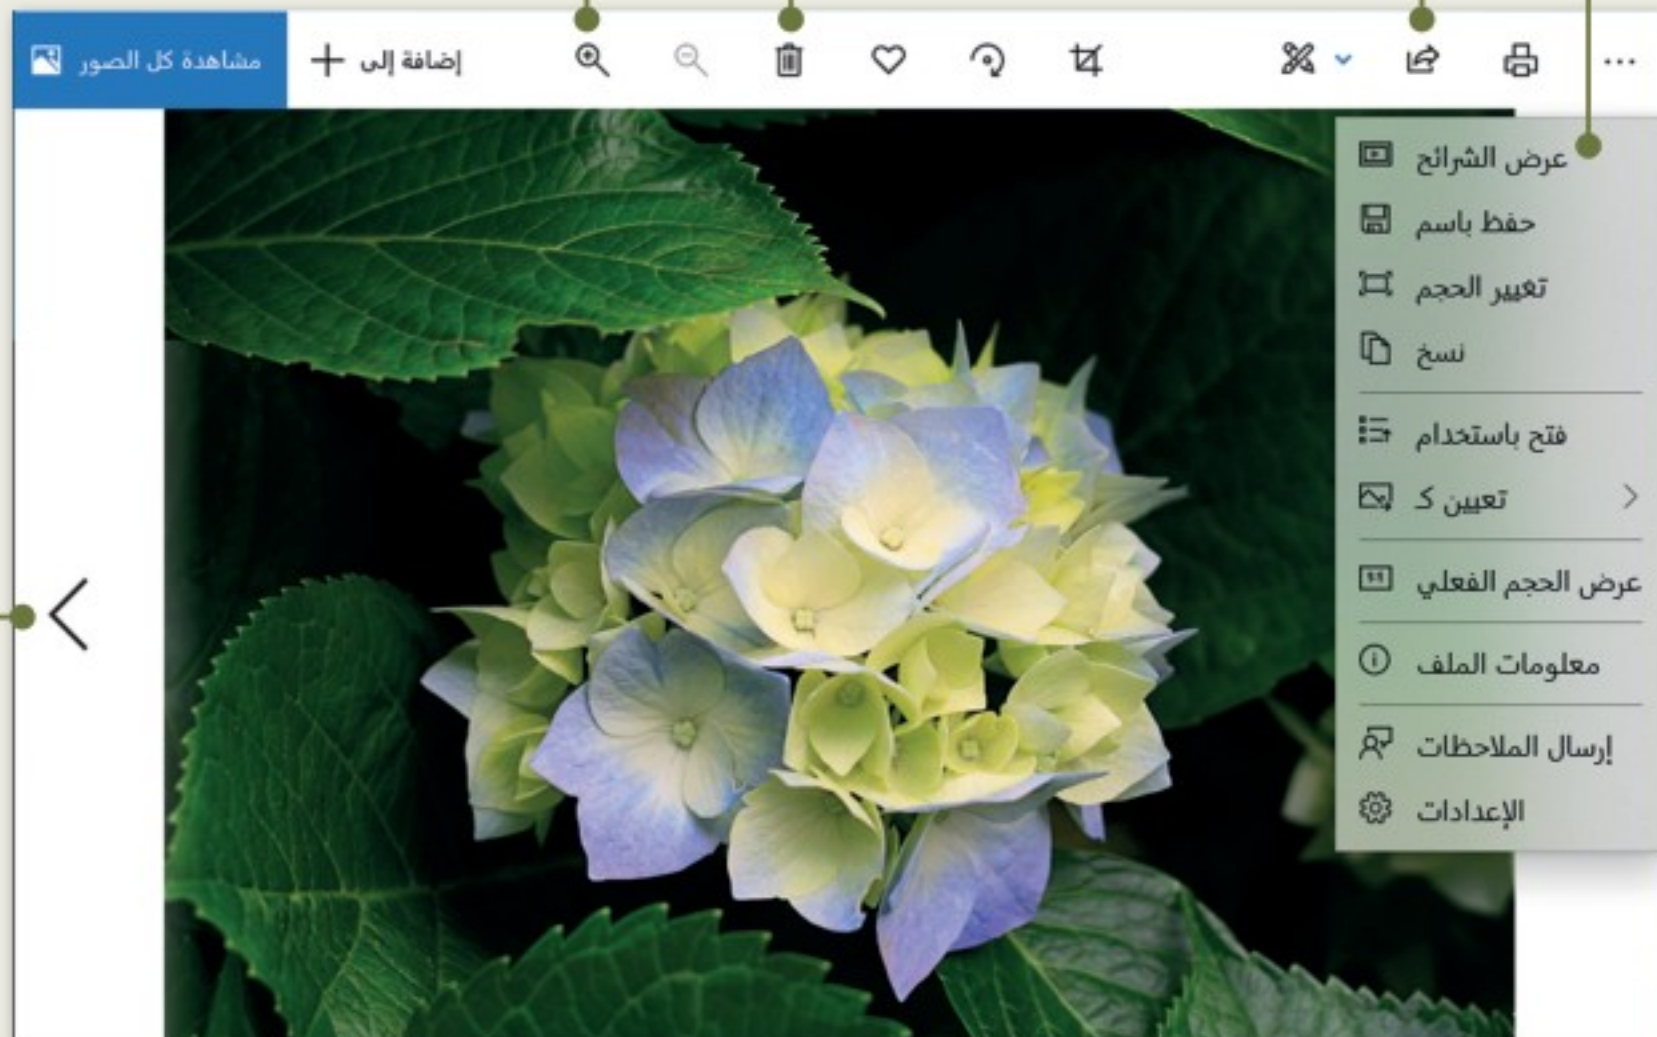 مشاهدة كل الصور
إضافة إلى
عرض الشرائح
حفظ باسم
تغيير الحجم
نسخ
فتح باستخدام
تعيين كـ
عرض الحجم الفعلي
معلومات الملف
إرسال الملاحظات
الإعدادات